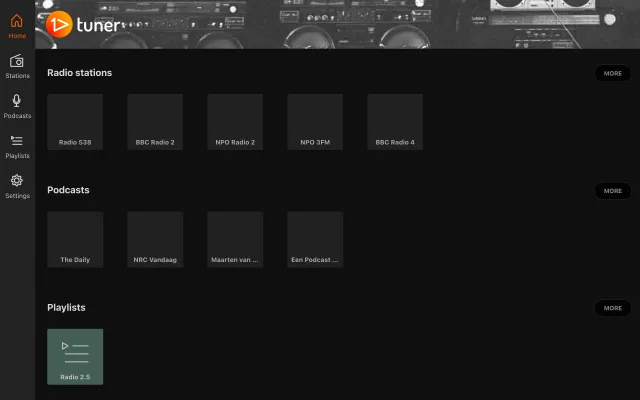 tuner
Home
Stations
Podcasts
Playlists
Settings
Radio stations
MORE
Radio 538
BBC Radio 2
NPO Radio 2
NPO 3FM
BBC Radio 4
Podcasts
MORE
The Daily
NRC Vandaag
Maarten van ...
Een Podcast ...
Playlists
MORE
Radio 2.5